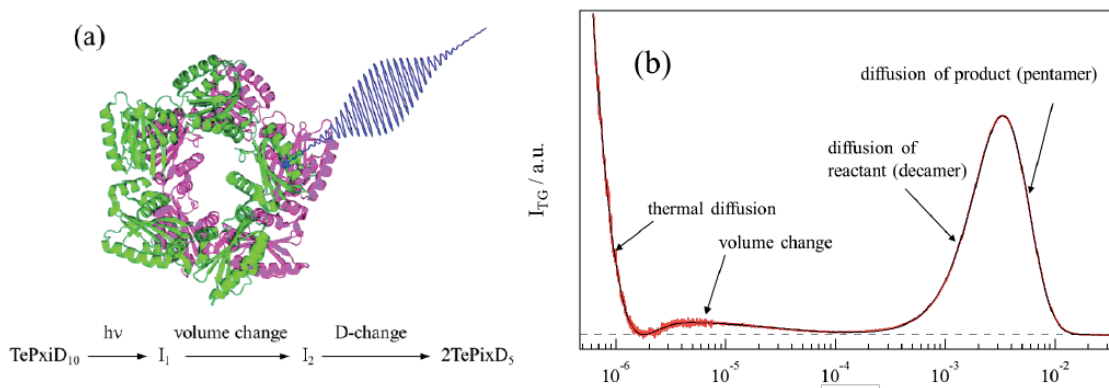 (a)
hν volume change D-change
TePxiD₁₀ I₁ I₂ 2TePixD₅
(b)
I_TG / a.u.
diffusion of product (pentamer)
diffusion of
reactant (decamer)
thermal diffusion
volume change
10⁻⁶ 10⁻⁵ 10⁻⁴ 10⁻³ 10⁻²